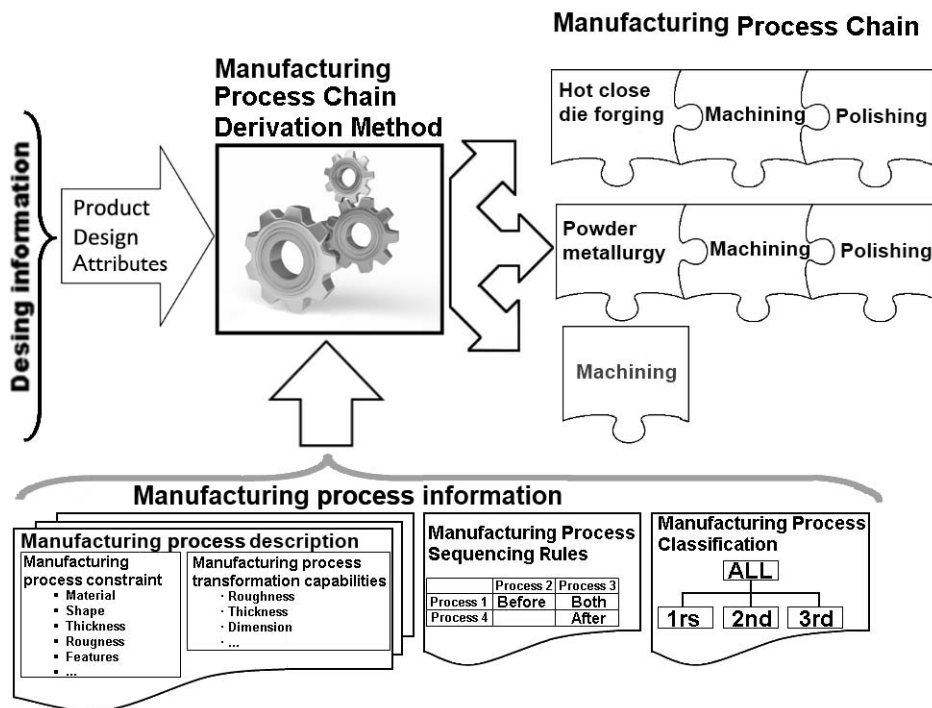 Manufacturing Process Chain
Manufacturing
Process Chain
Derivation Method
Hot close
die forging
Machining
Polishing
Desing information
Product
Design
Attributes
Powder
metallurgy
Machining
Polishing
Machining
Manufacturing process information
Manufacturing process description
Manufacturing
process constraint
▪ Material
▪ Shape
▪ Thickness
▪ Rougness
▪ Features
▪ ...
Manufacturing process
transformation capabilities
· Roughness
· Thickness
· Dimension
· ...
Manufacturing Process
Sequencing Rules
Process 2 Process 3
Process 1 Before Both
Process 4 After
Manufacturing Process
Classification
ALL
1rs 2nd 3rd